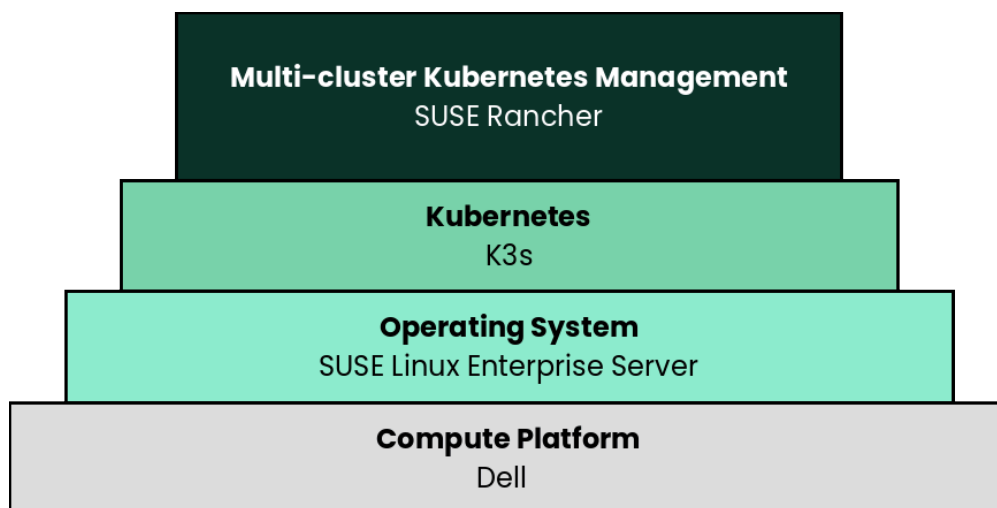 Multi-cluster Kubernetes Management
SUSE Rancher
Kubernetes
K3s
Operating System
SUSE Linux Enterprise Server
Compute Platform
Dell